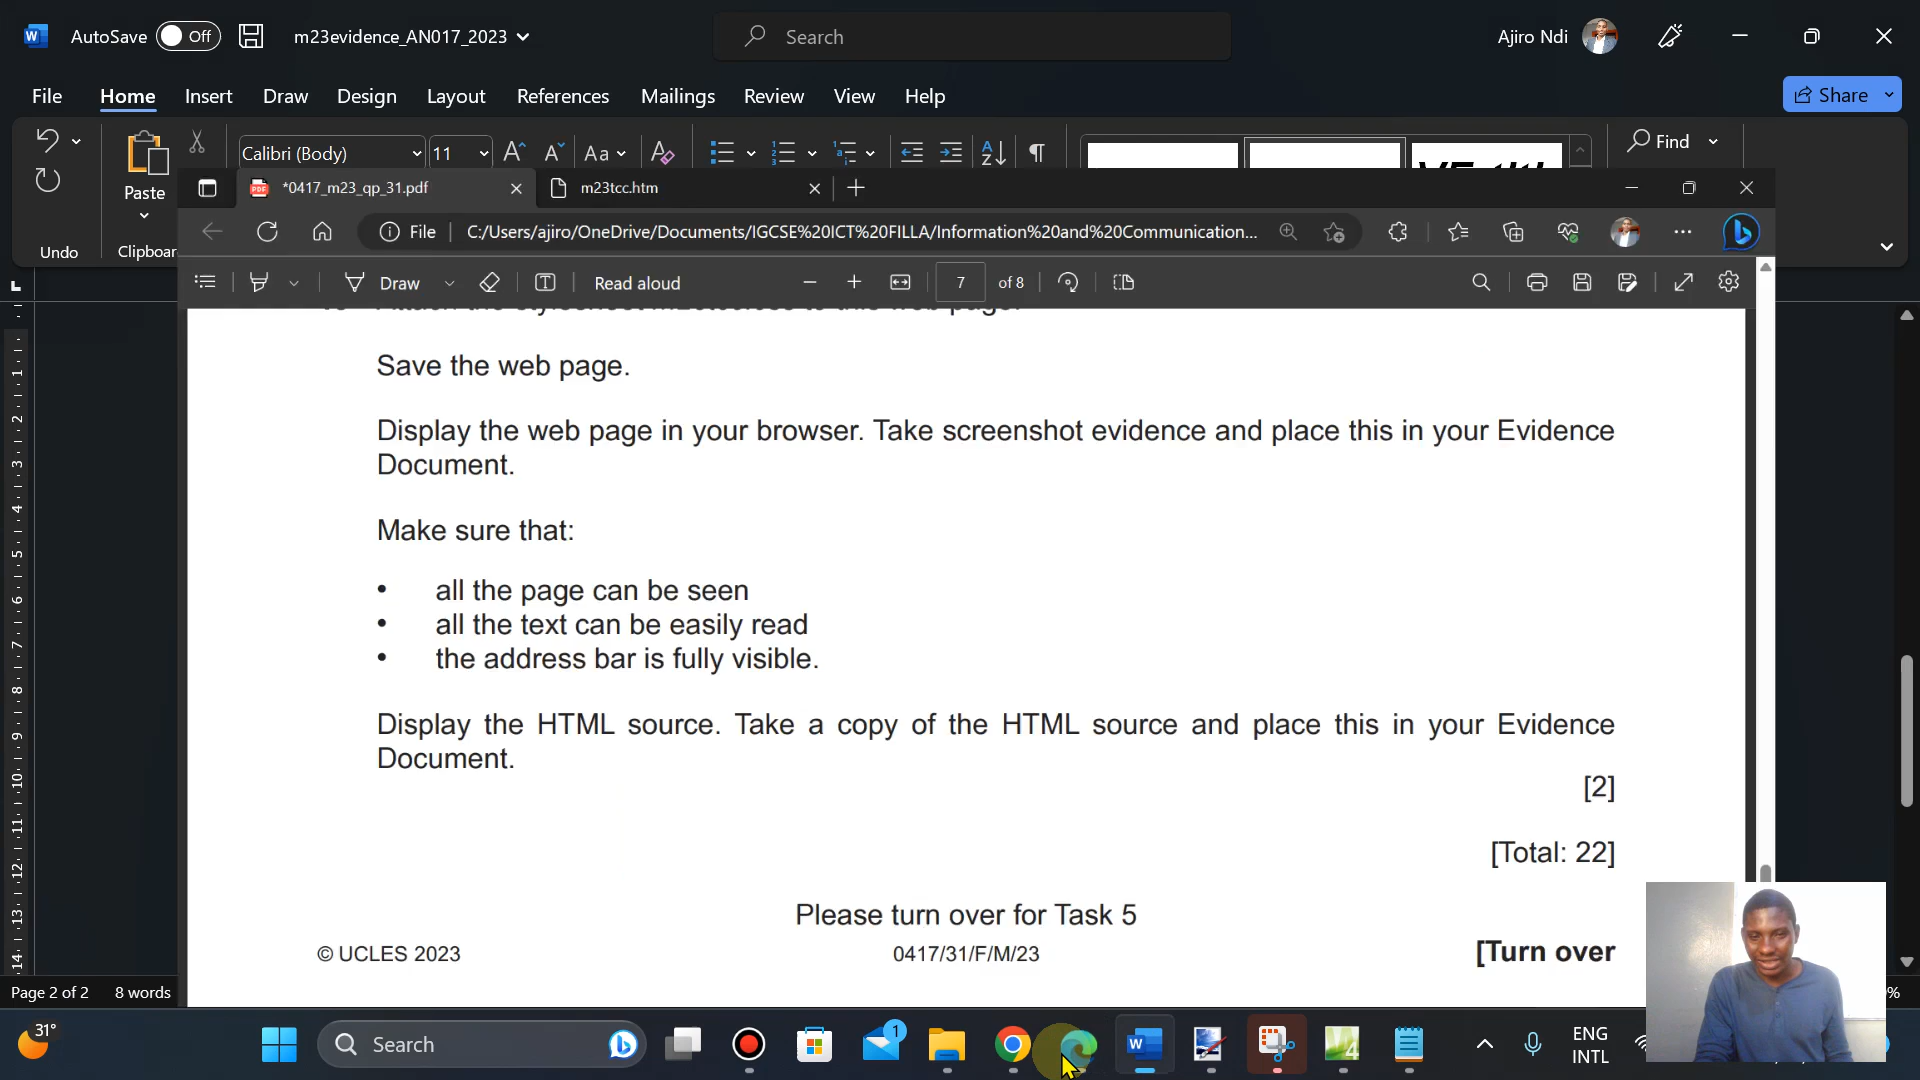 AutoSave Off m23evidence_AN017_2023 Search Ajiro Ndi
File Home Insert Draw Design Layout References Mailings Review View Help Share
Calibri (Body) 11 Aa Find
Paste
Undo Clipboar
*0417_m23_qp_31.pdf m23tcc.htm
File C:/Users/ajiro/OneDrive/Documents/IGCSE%20ICT%20FILLA/Information%20and%20Communication...
Draw Read aloud 7 of 8
Save the web page.
Display the web page in your browser. Take screenshot evidence and place this in your Evidence
Document.
Make sure that:
• all the page can be seen
• all the text can be easily read
• the address bar is fully visible.
Display the HTML source. Take a copy of the HTML source and place this in your Evidence
Document.
[2]
[Total: 22]
Please turn over for Task 5
© UCLES 2023 0417/31/F/M/23 [Turn over
Page 2 of 2 8 words
31° Search 1 ENG
INTL